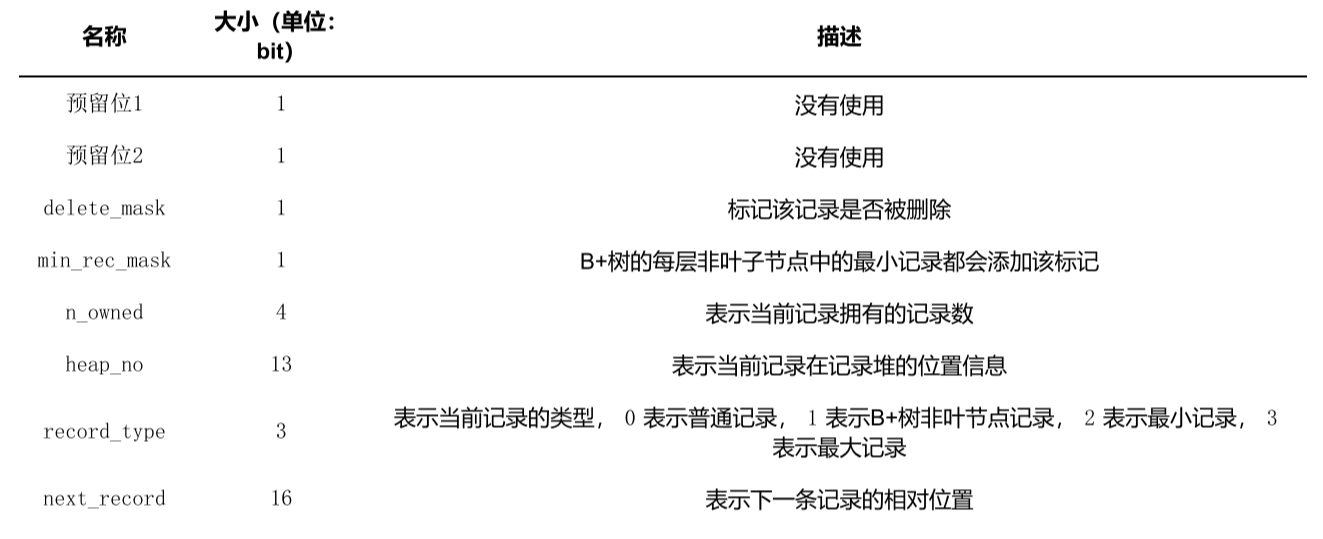 名称 大小（单位：bit） 描述
预留位1 1 没有使用
预留位2 1 没有使用
delete_mask 1 标记该记录是否被删除
min_rec_mask 1 B+树的每层非叶子节点中的最小记录都会添加该标记
n_owned 4 表示当前记录拥有的记录数
heap_no 13 表示当前记录在记录堆的位置信息
record_type 3 表示当前记录的类型， 0 表示普通记录， 1 表示B+树非叶节点记录， 2 表示最小记录， 3
表示最大记录
next_record 16 表示下一条记录的相对位置